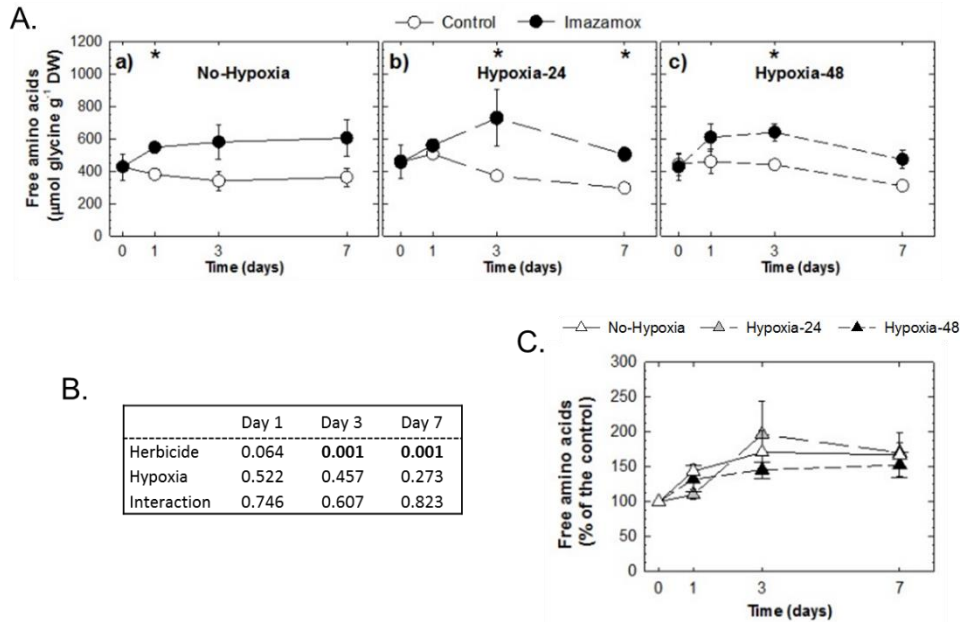 A.
Control Imazamox
Free amino acids
(µmol glycine g⁻¹ DW)
1200
1000
800
600
400
200
0
a) *
No-Hypoxia
0 1 3 7
Time (days)
b) * *
Hypoxia-24
0 1 3 7
Time (days)
c) *
Hypoxia-48
0 1 3 7
Time (days)
B.
Day 1 Day 3 Day 7
Herbicide 0.064 0.001 0.001
Hypoxia 0.522 0.457 0.273
Interaction 0.746 0.607 0.823
C.
No-Hypoxia Hypoxia-24 Hypoxia-48
Free amino acids
(% of the control)
300
250
200
150
100
50
0
0 1 3 7
Time (days)